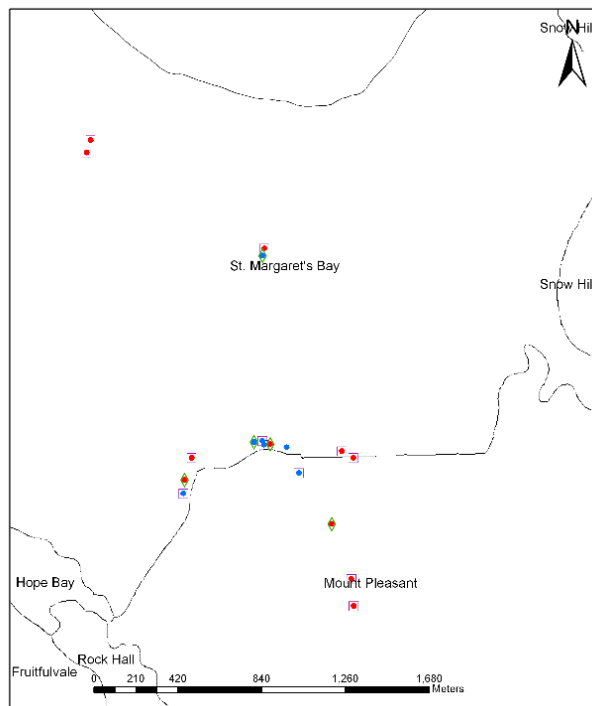 Snow Hil
N
St. Margaret's Bay
Snow Hil
Hope Bay
Mount Pleasant
Rock Hall
Fruitfulvale
0 210 420 840 1,260 1,680
Meters